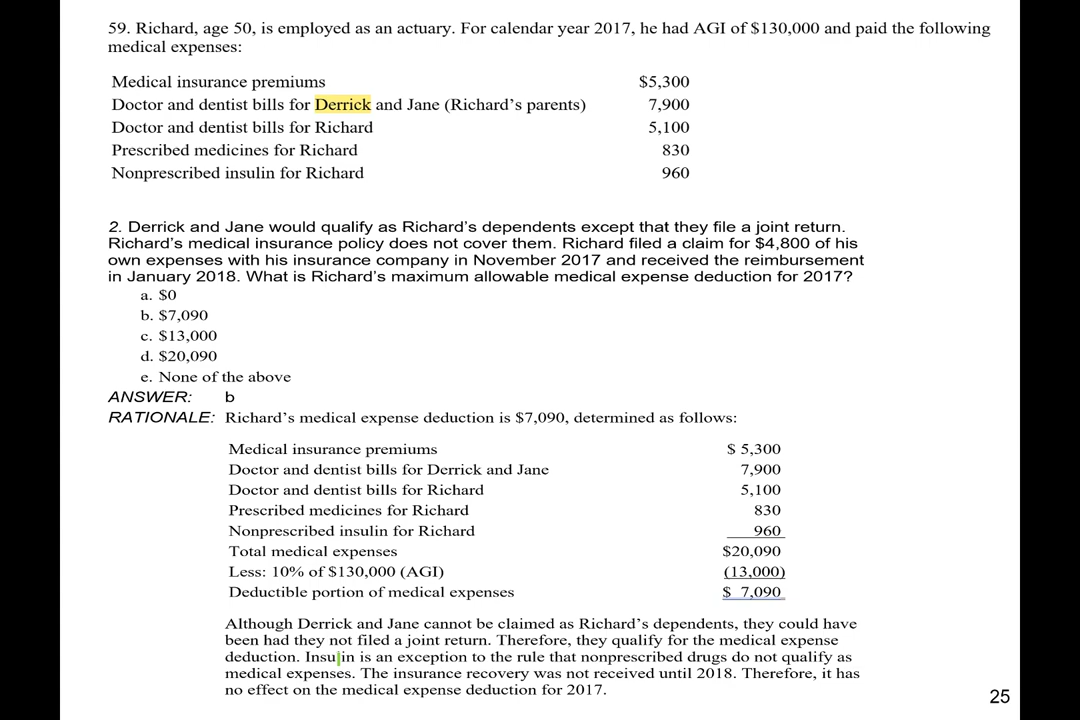 59. Richard, age 50, is employed as an actuary. For calendar year 2017, he had AGI of $130,000 and paid the following
medical expenses:
Medical insurance premiums $5,300
Doctor and dentist bills for Derrick and Jane (Richard's parents) 7,900
Doctor and dentist bills for Richard 5,100
Prescribed medicines for Richard 830
Nonprescribed insulin for Richard 960
2. Derrick and Jane would qualify as Richard's dependents except that they file a joint return.
Richard's medical insurance policy does not cover them. Richard filed a claim for $4,800 of his
own expenses with his insurance company in November 2017 and received the reimbursement
in January 2018. What is Richard's maximum allowable medical expense deduction for 2017?
a. $0
b. $7,090
c. $13,000
d. $20,090
e. None of the above
ANSWER: b
RATIONALE: Richard's medical expense deduction is $7,090, determined as follows:
Medical insurance premiums $ 5,300
Doctor and dentist bills for Derrick and Jane 7,900
Doctor and dentist bills for Richard 5,100
Prescribed medicines for Richard 830
Nonprescribed insulin for Richard 960
Total medical expenses $20,090
Less: 10% of $130,000 (AGI) (13,000)
Deductible portion of medical expenses $ 7,090
Although Derrick and Jane cannot be claimed as Richard's dependents, they could have
been had they not filed a joint return. Therefore, they qualify for the medical expense
deduction. Insulin is an exception to the rule that nonprescribed drugs do not qualify as
medical expenses. The insurance recovery was not received until 2018. Therefore, it has
no effect on the medical expense deduction for 2017.
25